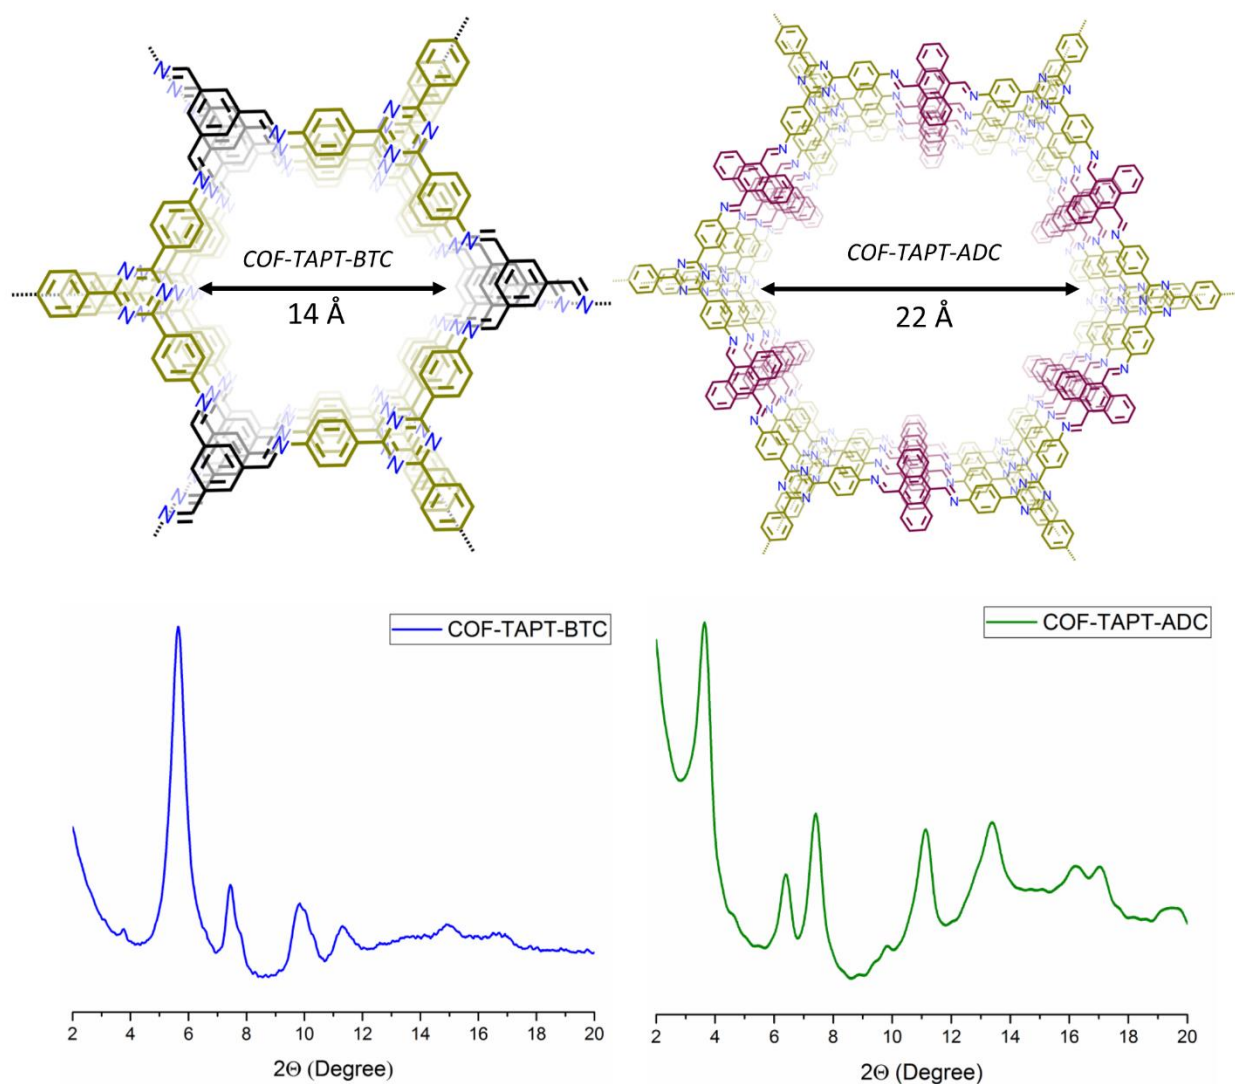 COF-TAPT-BTC
14 Å
COF-TAPT-ADC
22 Å
COF-TAPT-BTC
2 4 6 8 10 12 14 16 18 20
2Θ (Degree)
COF-TAPT-ADC
2 4 6 8 10 12 14 16 18 20
2Θ (Degree)